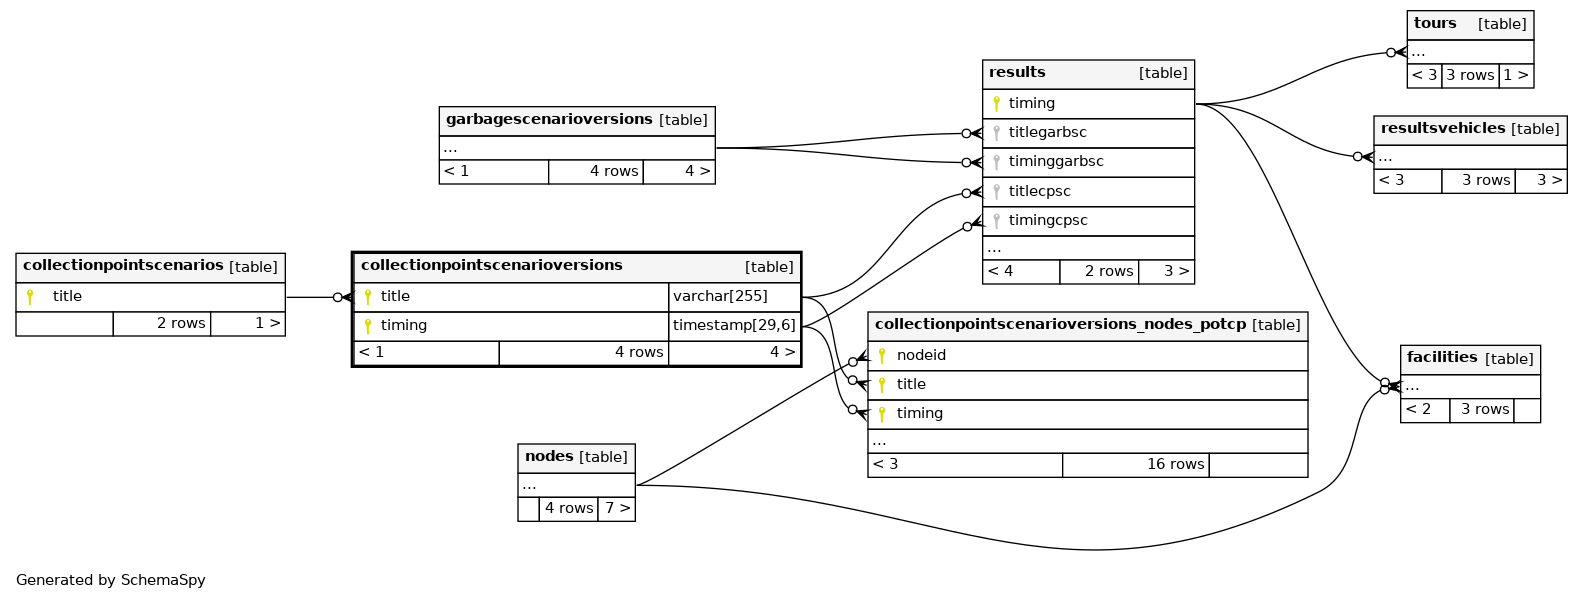 tours [table]
...
< 3 3 rows 1 >
results [table]
timing
titlegarbsc
timinggarbsc
titlecpsc
timingcpsc
...
< 4 2 rows 3 >
garbagescenarioversions [table]
...
< 1 4 rows 4 >
resultsvehicles [table]
...
< 3 3 rows 3 >
collectionpointscenarios [table]
title
2 rows 1 >
collectionpointscenarioversions [table]
title varchar[255]
timing timestamp[29,6]
< 1 4 rows 4 >
collectionpointscenarioversions_nodes_potcp [table]
nodeid
title
timing
...
< 3 16 rows
facilities [table]
...
< 2 3 rows
nodes [table]
...
4 rows 7 >
Generated by SchemaSpy